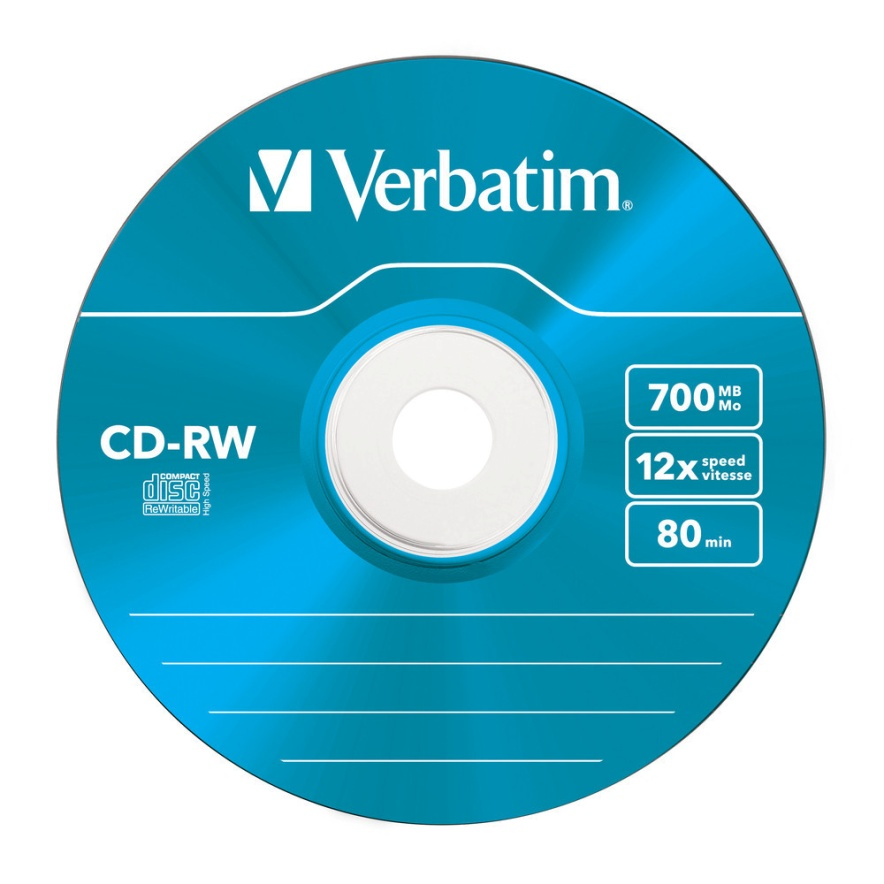 Verbatim®
700 MB Mo
CD-RW
12x speed vitesse
COMPACT
disc
ReWritable
High Speed
80 min